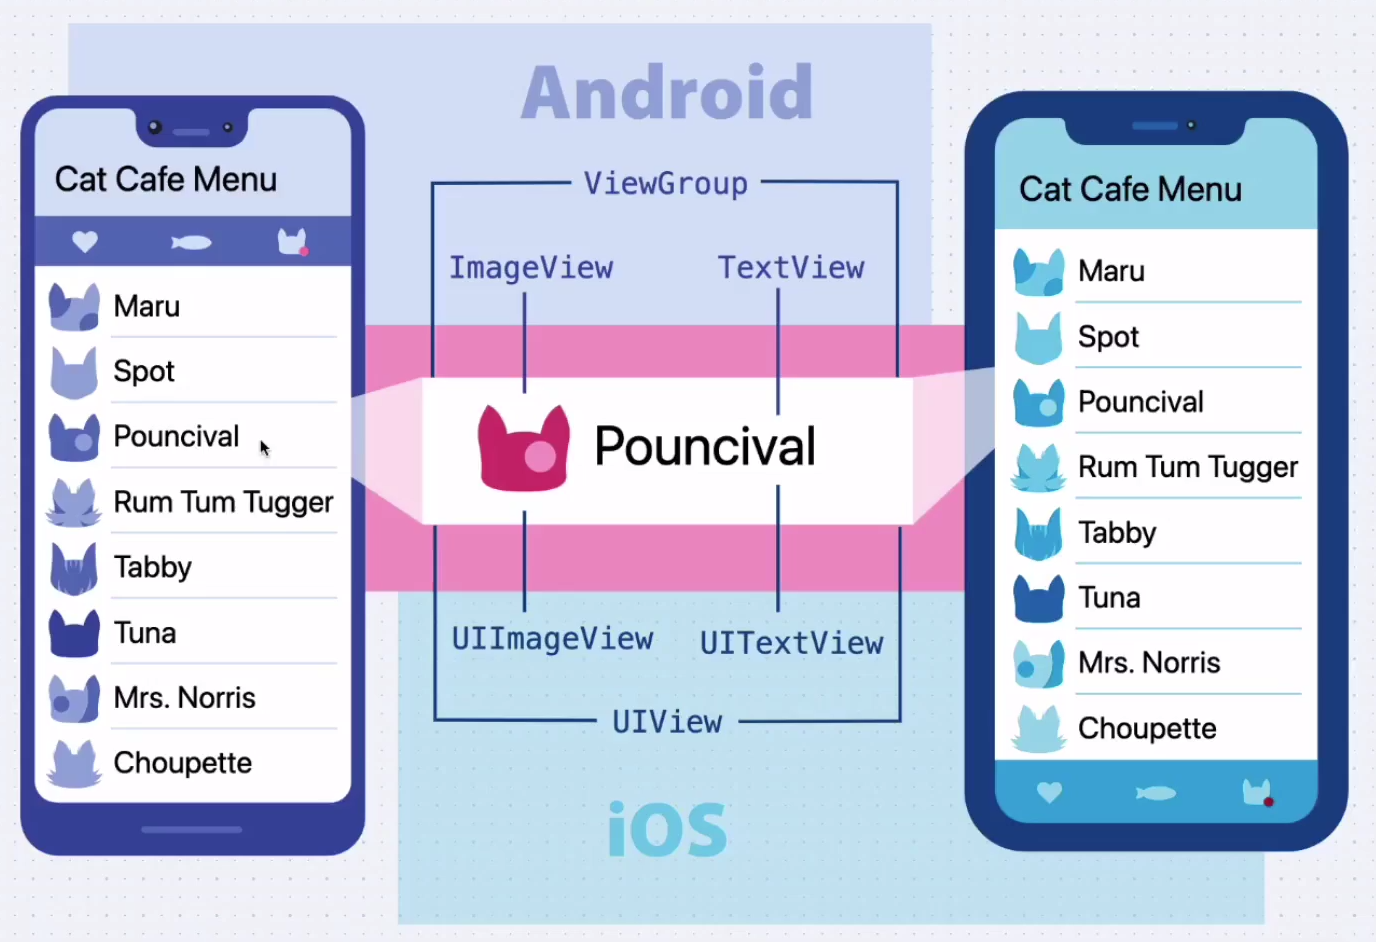 Android
Cat Cafe Menu
Maru
Spot
Pouncival
Rum Tum Tugger
Tabby
Tuna
Mrs. Norris
Choupette
ViewGroup
ImageView
TextView
Pouncival
UIImageView
UITextView
UIView
iOS
Cat Cafe Menu
Maru
Spot
Pouncival
Rum Tum Tugger
Tabby
Tuna
Mrs. Norris
Choupette